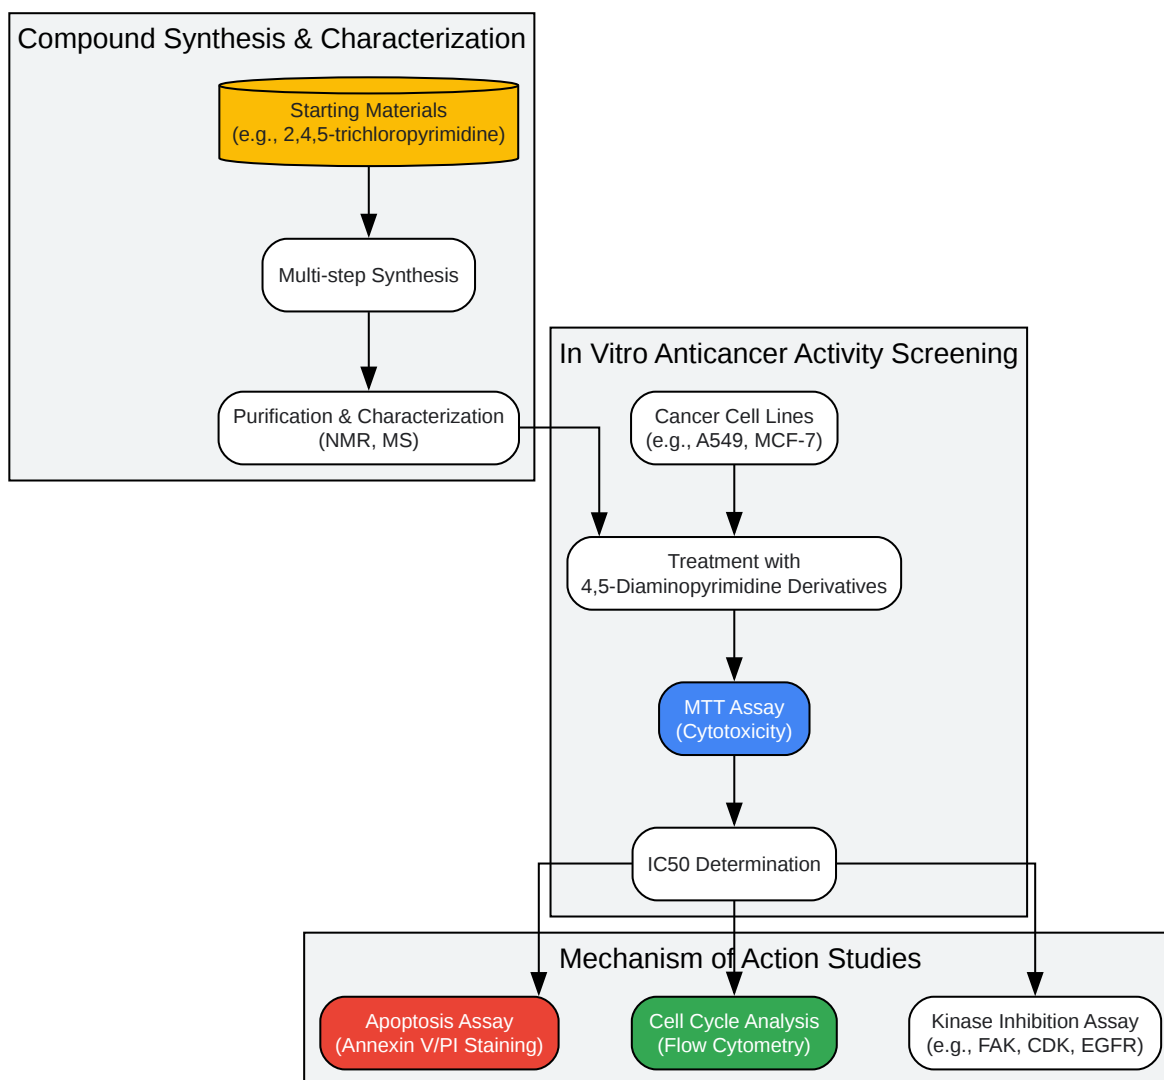 Compound Synthesis & Characterization
Starting Materials
(e.g., 2,4,5-trichloropyrimidine)
Multi-step Synthesis
Purification & Characterization
(NMR, MS)
In Vitro Anticancer Activity Screening
Cancer Cell Lines
(e.g., A549, MCF-7)
Treatment with
4,5-Diaminopyrimidine Derivatives
MTT Assay
(Cytotoxicity)
IC50 Determination
Mechanism of Action Studies
Apoptosis Assay
(Annexin V/PI Staining)
Cell Cycle Analysis
(Flow Cytometry)
Kinase Inhibition Assay
(e.g., FAK, CDK, EGFR)